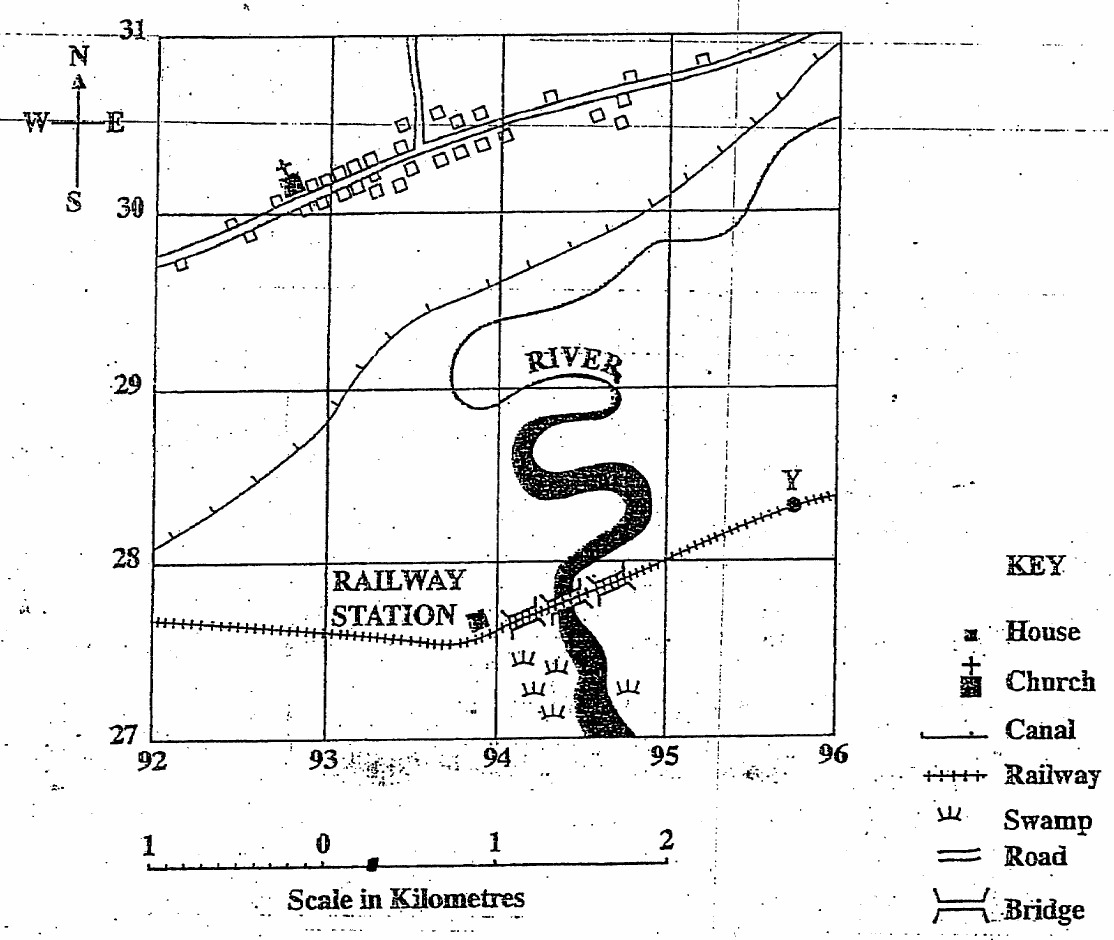 31
N
W E
S
30
RIVER
29
Y
28
RAILWAY
STATION
27
92 93 94 95 96
KEY
House
Church
Canal
Railway
Swamp
Road
Bridge
1 0 1 2
Scale in Kilometres